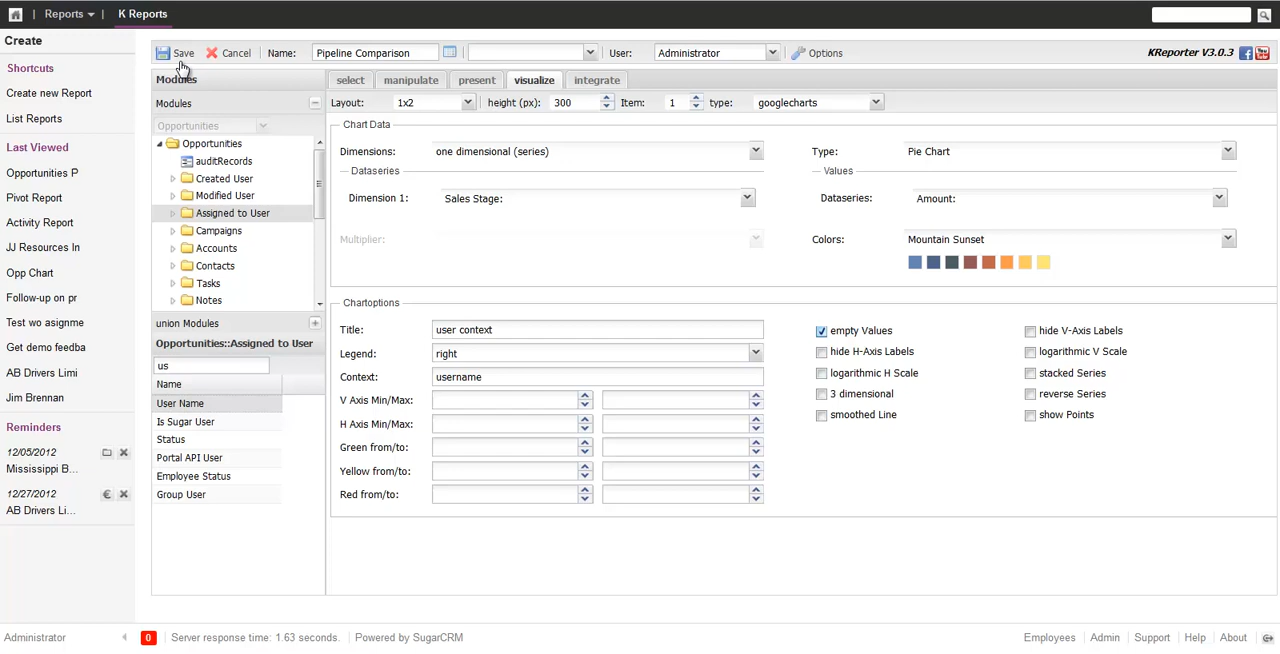 Reports | K Reports
Create
Shortcuts
Create new Report
List Reports
Last Viewed
Opportunities P
Pivot Report
Activity Report
JJ Resources In
Opp Chart
Follow-up on pr
Test wo asignme
Get demo feedba
AB Drivers Limi
Jim Brennan
Reminders
12/05/2012
Mississippi B...
12/27/2012
AB Drivers Li...
Save Cancel | Name: Pipeline Comparison User: Administrator Options KReporter V3.0.3
Modules
Modules
Opportunities
Opportunities
auditRecords
Created User
Modified User
Assigned to User
Campaigns
Accounts
Contacts
Tasks
Notes
union Modules
Opportunities::Assigned to User
us
Name
User Name
Is Sugar User
Status
Portal API User
Employee Status
Group User
select manipulate present visualize integrate
Layout: 1x2 height (px): 300 Item: 1 type: googlecharts
Chart Data
Dimensions: one dimensional (series) Type: Pie Chart
Dataseries Values
Dimension 1: Sales Stage: Dataseries: Amount:
Multiplier: Colors: Mountain Sunset
Chartoptions
Title: user context empty Values hide V-Axis Labels
Legend: right hide H-Axis Labels logarithmic V Scale
Context: username logarithmic H Scale stacked Series
V Axis Min/Max: 3 dimensional reverse Series
H Axis Min/Max: smoothed Line show Points
Green from/to:
Yellow from/to:
Red from/to:
Administrator 0 Server response time: 1.63 seconds. | Powered by SugarCRM Employees | Admin | Support | Help | About